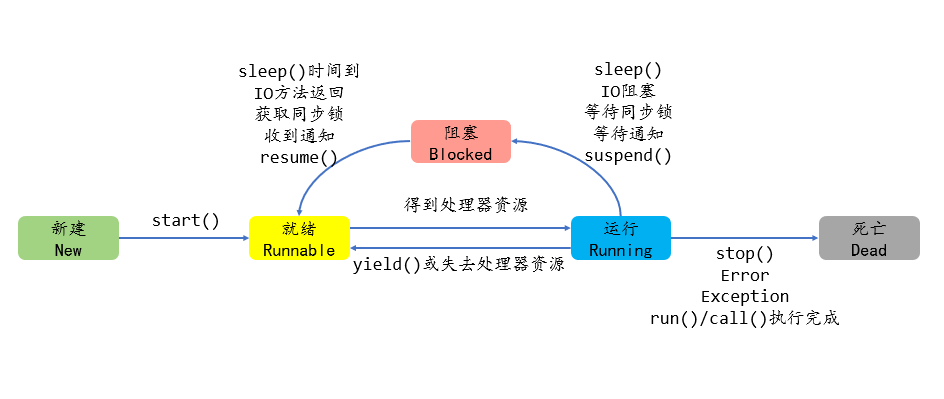 sleep()时间到
IO方法返回
获取同步锁
收到通知
resume()
sleep()
IO阻塞
等待同步锁
等待通知
suspend()
阻塞
Blocked
新建
New
start()
就绪
Runnable
得到处理器资源
yield()或失去处理器资源
运行
Running
stop()
Error
Exception
run()/call()执行完成
死亡
Dead